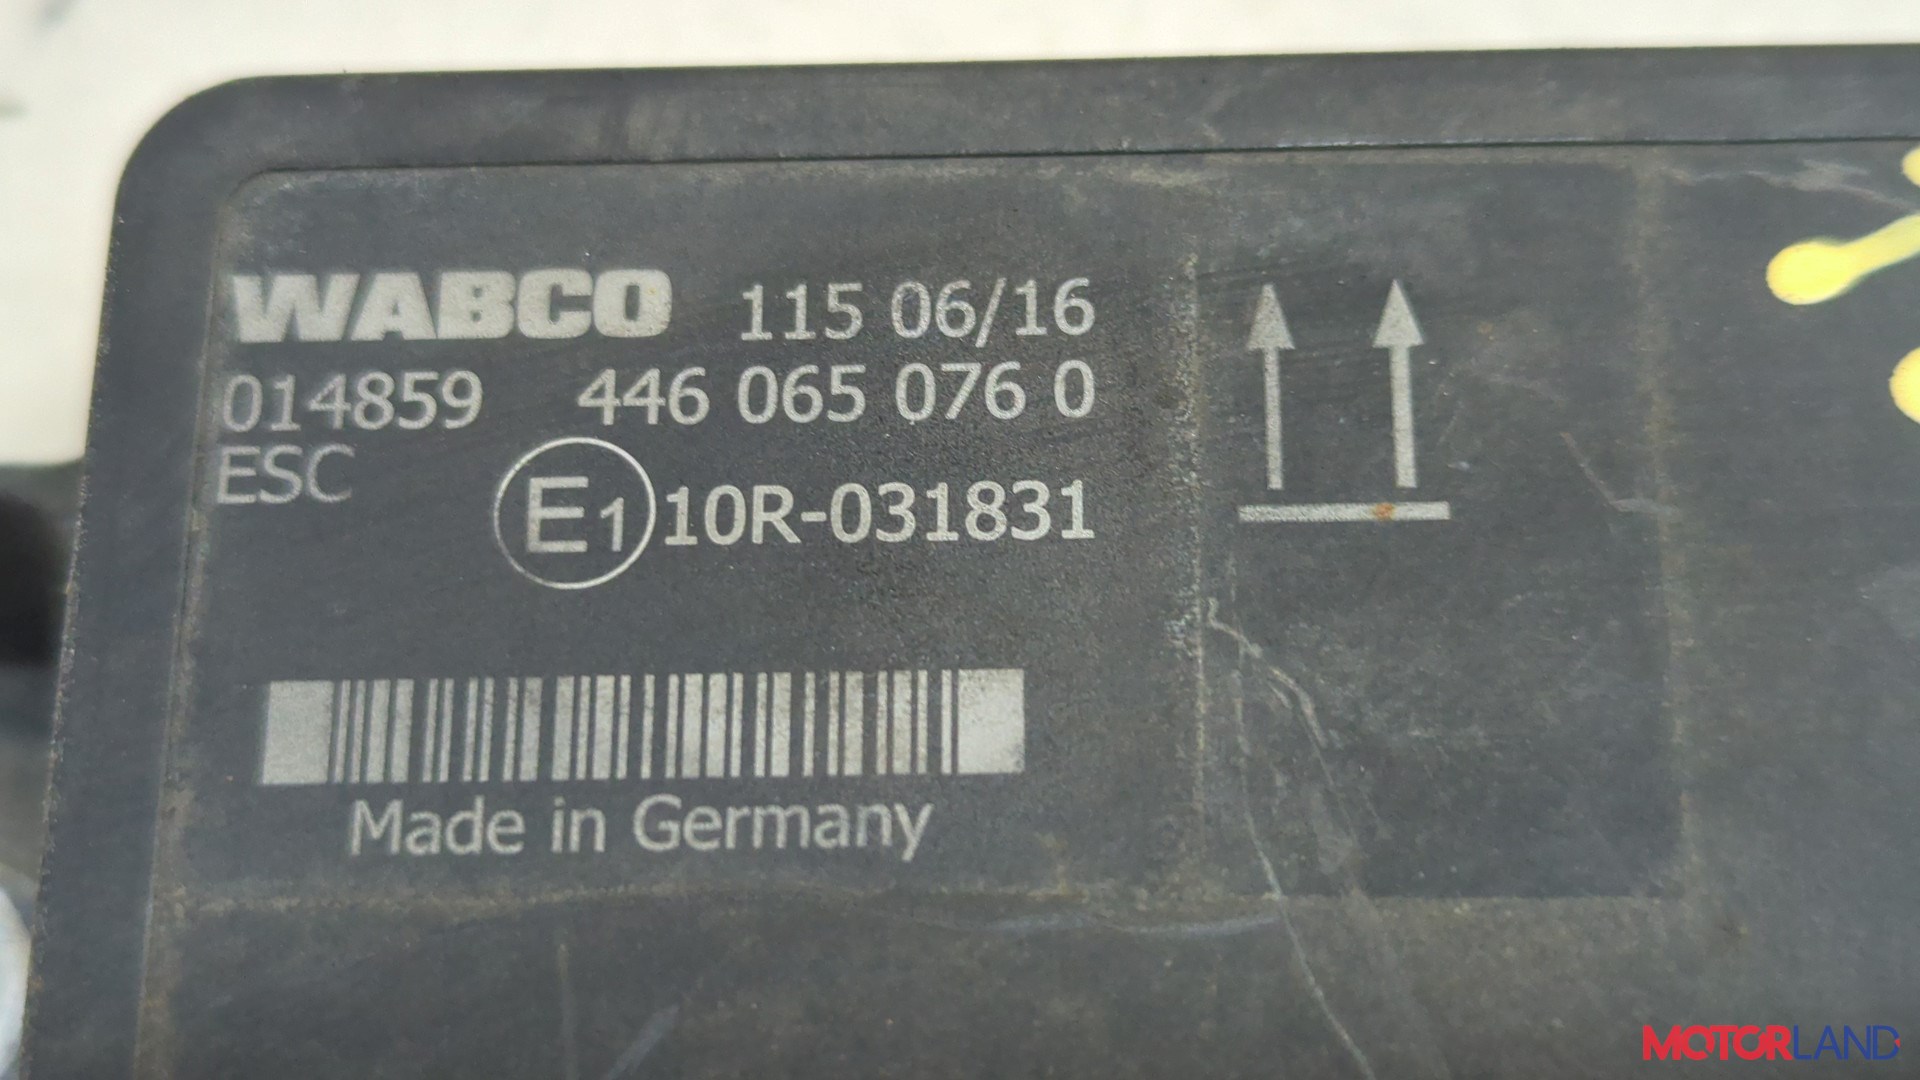 WABCO 115 06/16
014859 446 065 076 0
ESC
E1 10R-031831
Made in Germany
MOTORLAND